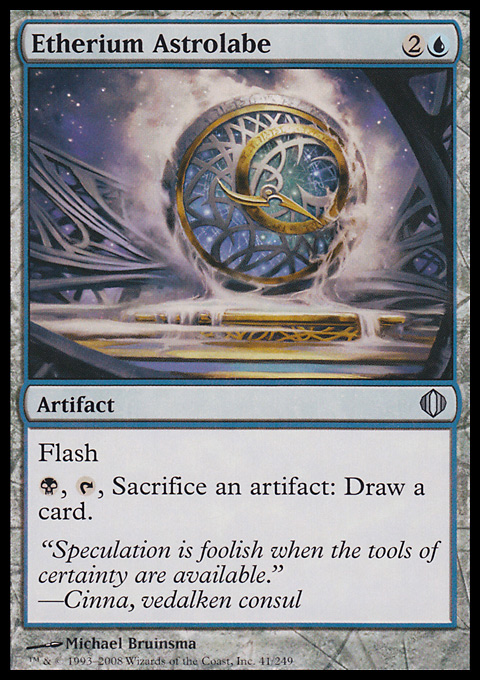 Etherium Astrolabe 2
Artifact
Flash
, , Sacrifice an artifact: Draw a
card.
“Speculation is foolish when the tools of
certainty are available.”
—Cinna, vedalken consul
Michael Bruinsma
™ & © 1993–2008 Wizards of the Coast, Inc. 41/249